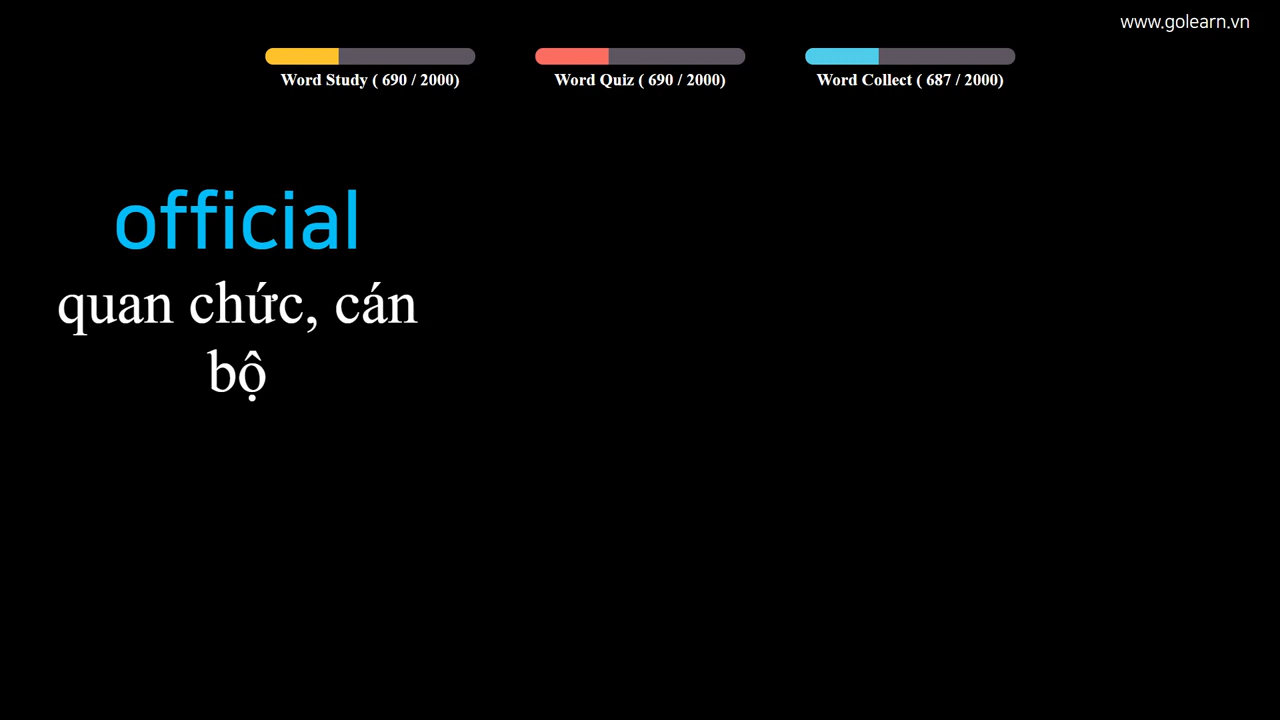 www.golearn.vn
Word Study ( 690 / 2000)
Word Quiz ( 690 / 2000)
Word Collect ( 687 / 2000)
official
quan chức, cán
bộ